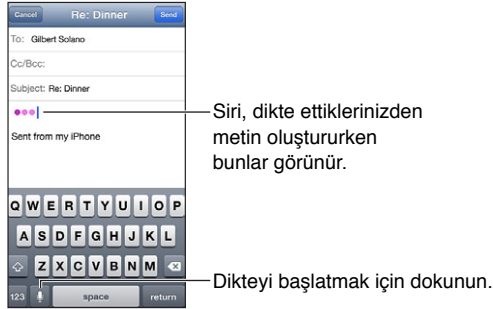 Cancel Re: Dinner Send
To: Gilbert Solano
Cc/Bcc:
Subject: Re: Dinner
Siri, dikte ettiklerinizden
metin oluştururken
bunlar görünür.
Sent from my iPhone
Q W E R T Y U I O P
A S D F G H J K L
Z X C V B N M
Dikteyi başlatmak için dokunun.
123 space return